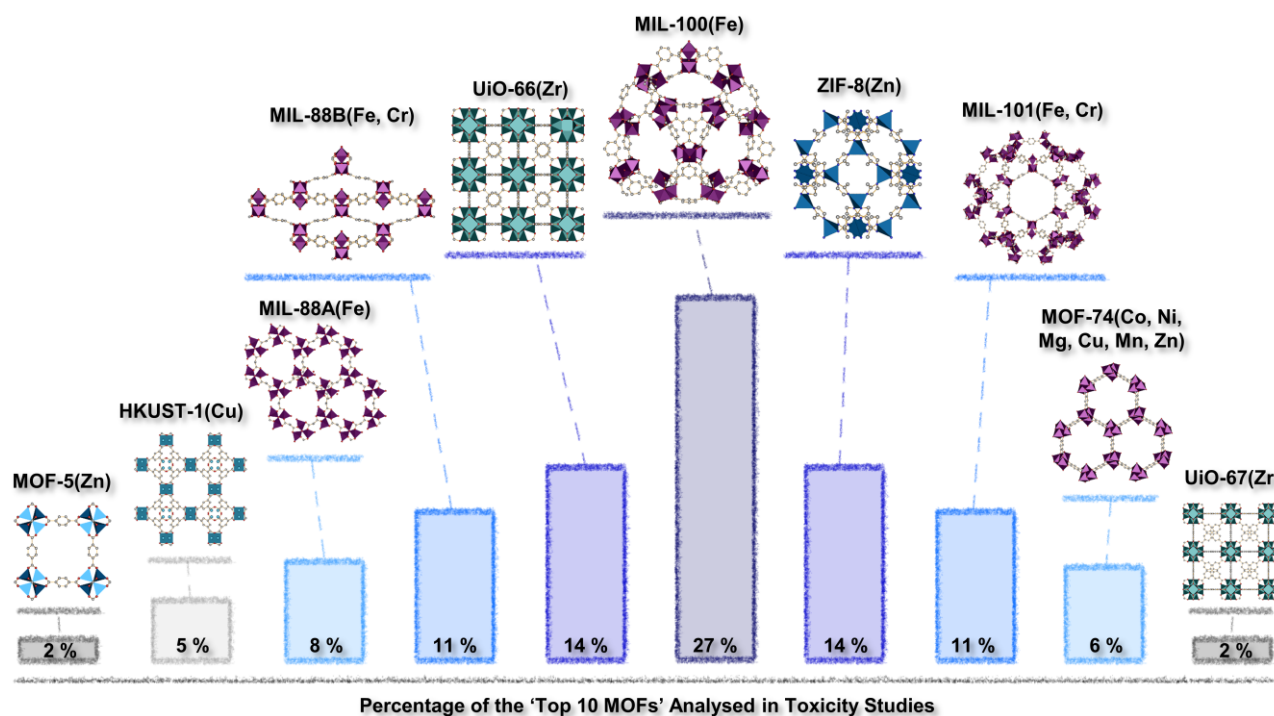 MIL-100(Fe)
UiO-66(Zr)
ZIF-8(Zn)
MIL-88B(Fe, Cr)
MIL-101(Fe, Cr)
MIL-88A(Fe)
MOF-74(Co, Ni,
Mg, Cu, Mn, Zn)
HKUST-1(Cu)
MOF-5(Zn)
UiO-67(Zr
2 %
5 %
8 %
11 %
14 %
27 %
14 %
11 %
6 %
2 %
Percentage of the ‘Top 10 MOFs’ Analysed in Toxicity Studies